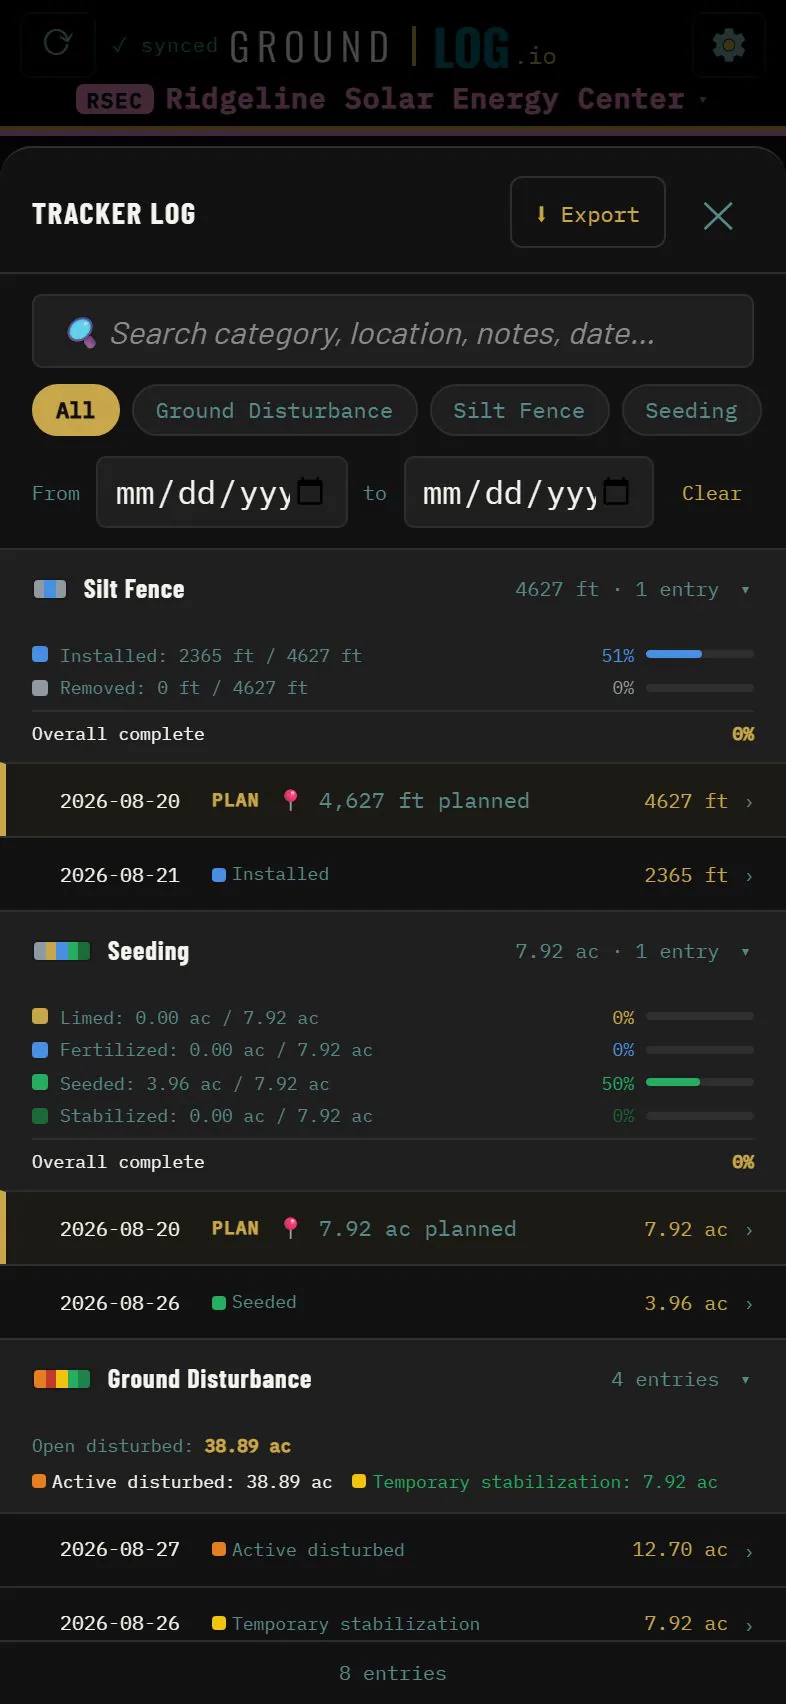 ✓ synced GROUND | LOG.io
RSEC Ridgeline Solar Energy Center ▾
TRACKER LOG
⬇ Export
🔍 Search category, location, notes, date...
All Ground Disturbance Silt Fence Seeding
From mm/dd/yyy to mm/dd/yyy Clear
Silt Fence 4627 ft · 1 entry ▾
Installed: 2365 ft / 4627 ft 51%
Removed: 0 ft / 4627 ft 0%
Overall complete 0%
2026-08-20 PLAN 📍 4,627 ft planned 4627 ft ›
2026-08-21 Installed 2365 ft ›
Seeding 7.92 ac · 1 entry ▾
Limed: 0.00 ac / 7.92 ac 0%
Fertilized: 0.00 ac / 7.92 ac 0%
Seeded: 3.96 ac / 7.92 ac 50%
Stabilized: 0.00 ac / 7.92 ac 0%
Overall complete 0%
2026-08-20 PLAN 📍 7.92 ac planned 7.92 ac ›
2026-08-26 Seeded 3.96 ac ›
Ground Disturbance 4 entries ▾
Open disturbed: 38.89 ac
Active disturbed: 38.89 ac Temporary stabilization: 7.92 ac
2026-08-27 Active disturbed 12.70 ac ›
2026-08-26 Temporary stabilization 7.92 ac ›
8 entries